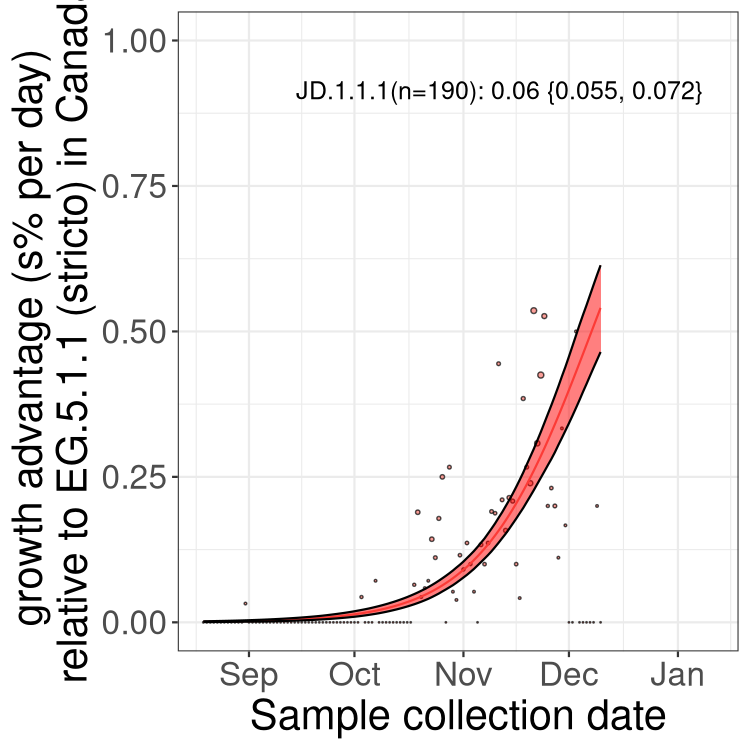 growth advantage (s% per day)
relative to EG.5.1.1 (stricto) in Canada
1.00
0.75
0.50
0.25
0.00
JD.1.1.1(n=190): 0.06 {0.055, 0.072}
Sep Oct Nov Dec Jan
Sample collection date